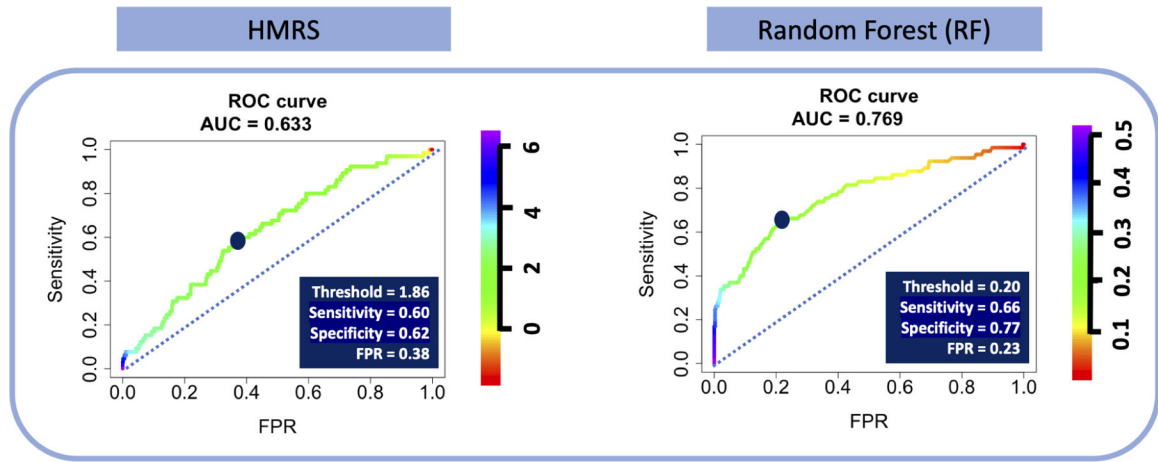 HMRS
Random Forest (RF)
ROC curve
AUC = 0.633
Sensitivity
0.0
0.2
0.4
0.6
0.8
1.0
0.0
0.2
0.4
0.6
0.8
1.0
FPR
Threshold = 1.86
Sensitivity = 0.60
Specificity = 0.62
FPR = 0.38
6
4
2
0
ROC curve
AUC = 0.769
Sensitivity
0.0
0.2
0.4
0.6
0.8
1.0
0.0
0.2
0.4
0.6
0.8
1.0
FPR
Threshold = 0.20
Sensitivity = 0.66
Specificity = 0.77
FPR = 0.23
0.5
0.4
0.3
0.2
0.1